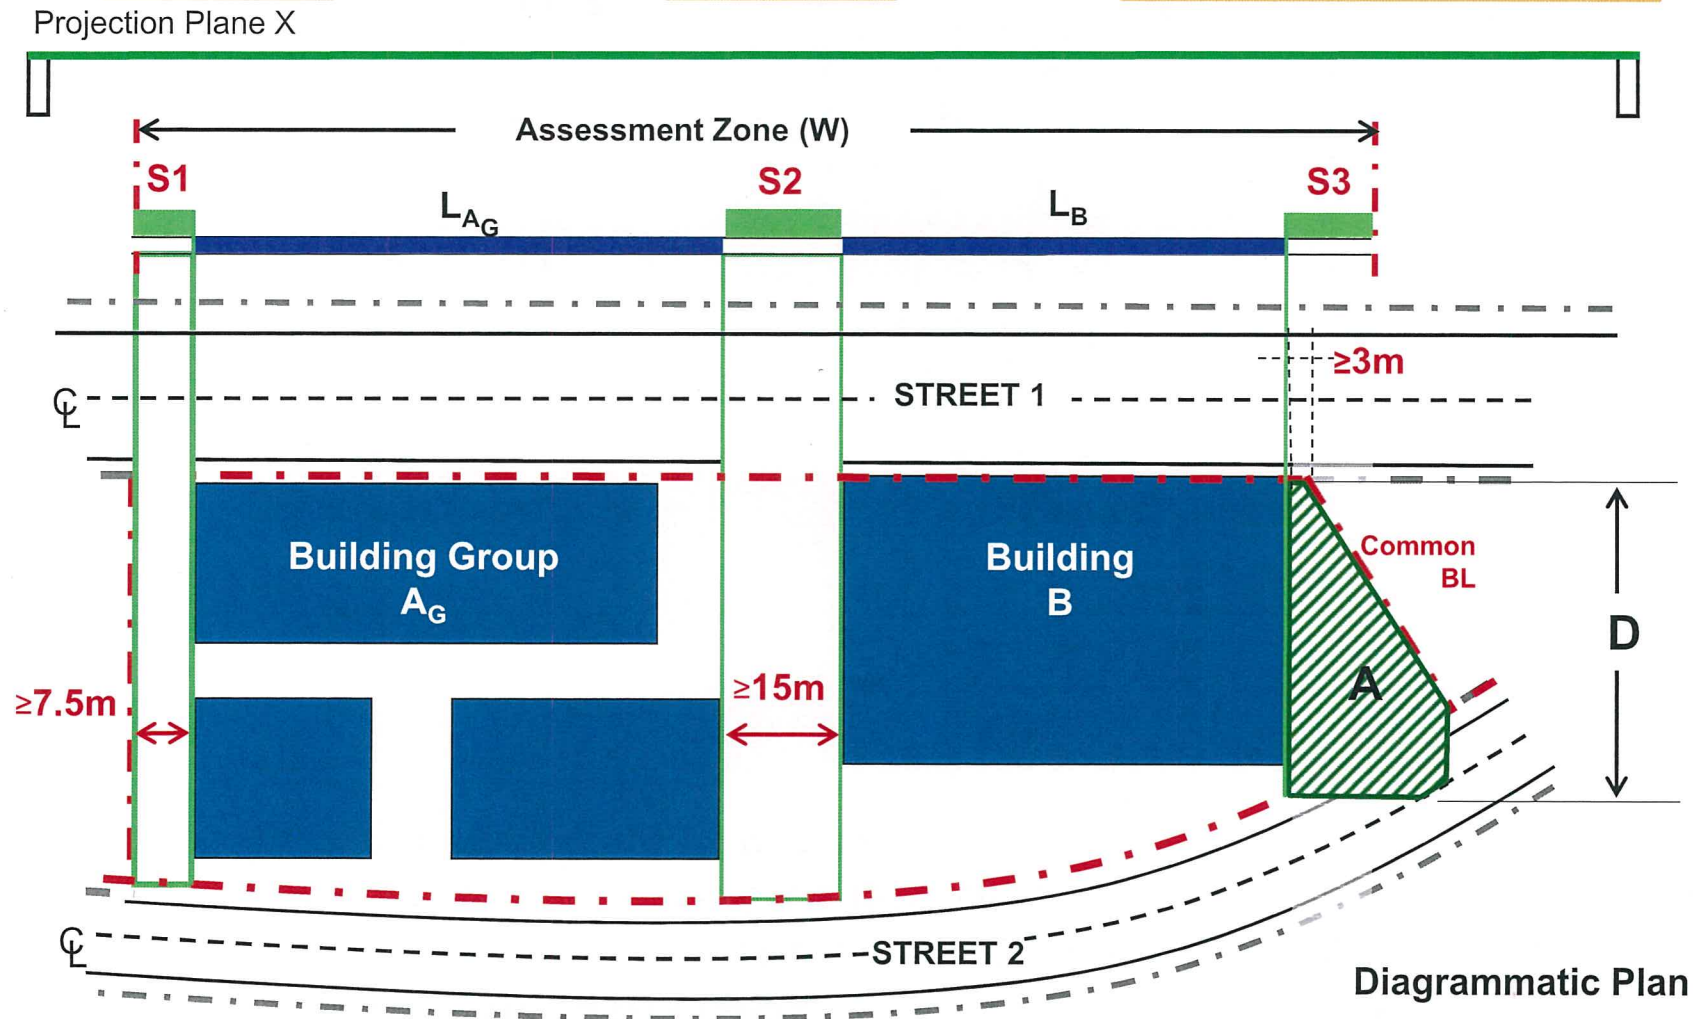 Projection Plane X
Assessment Zone (W)
S1
S2
S3
LAG
LB
≥3m
℄
STREET 1
Building Group
AG
Building
B
Common
BL
D
A
≥7.5m
≥15m
℄
STREET 2
Diagrammatic Plan